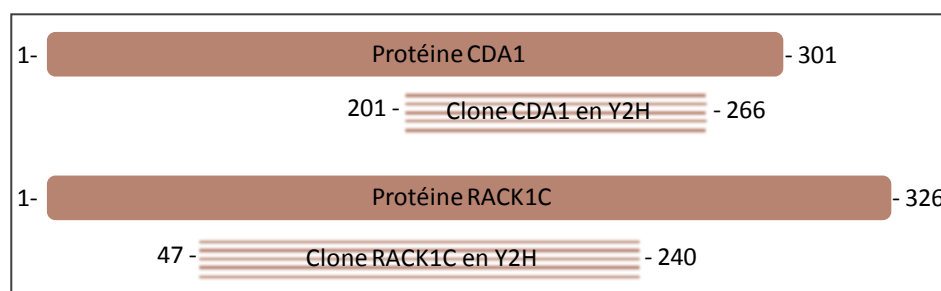 1- Protéine CDA1 - 301
201 - Clone CDA1 en Y2H - 266
1- Protéine RACK1C - 326
47 - Clone RACK1C en Y2H - 240